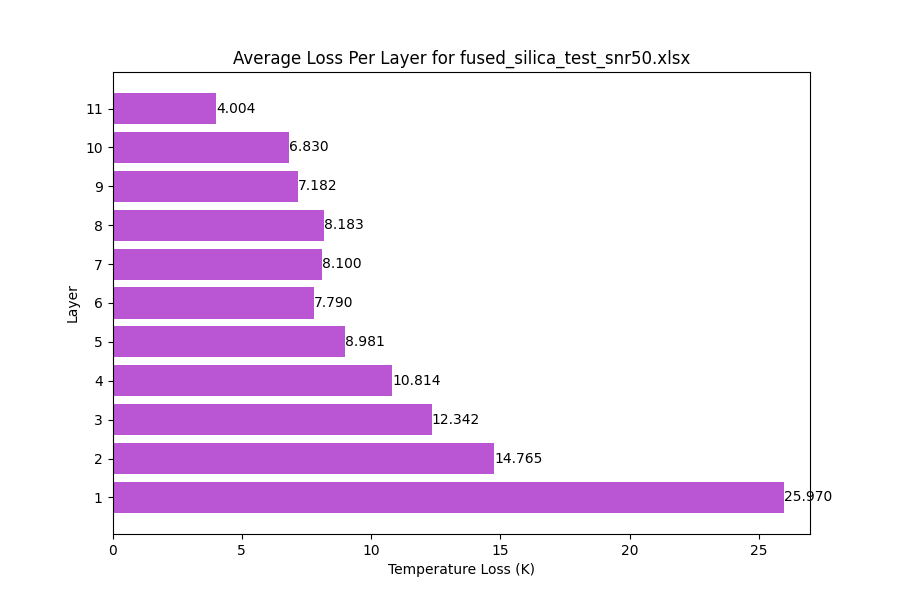 Average Loss Per Layer for fused_silica_test_snr50.xlsx
Layer
11 4.004
10 6.830
9 7.182
8 8.183
7 8.100
6 7.790
5 8.981
4 10.814
3 12.342
2 14.765
1 25.970
0 5 10 15 20 25
Temperature Loss (K)